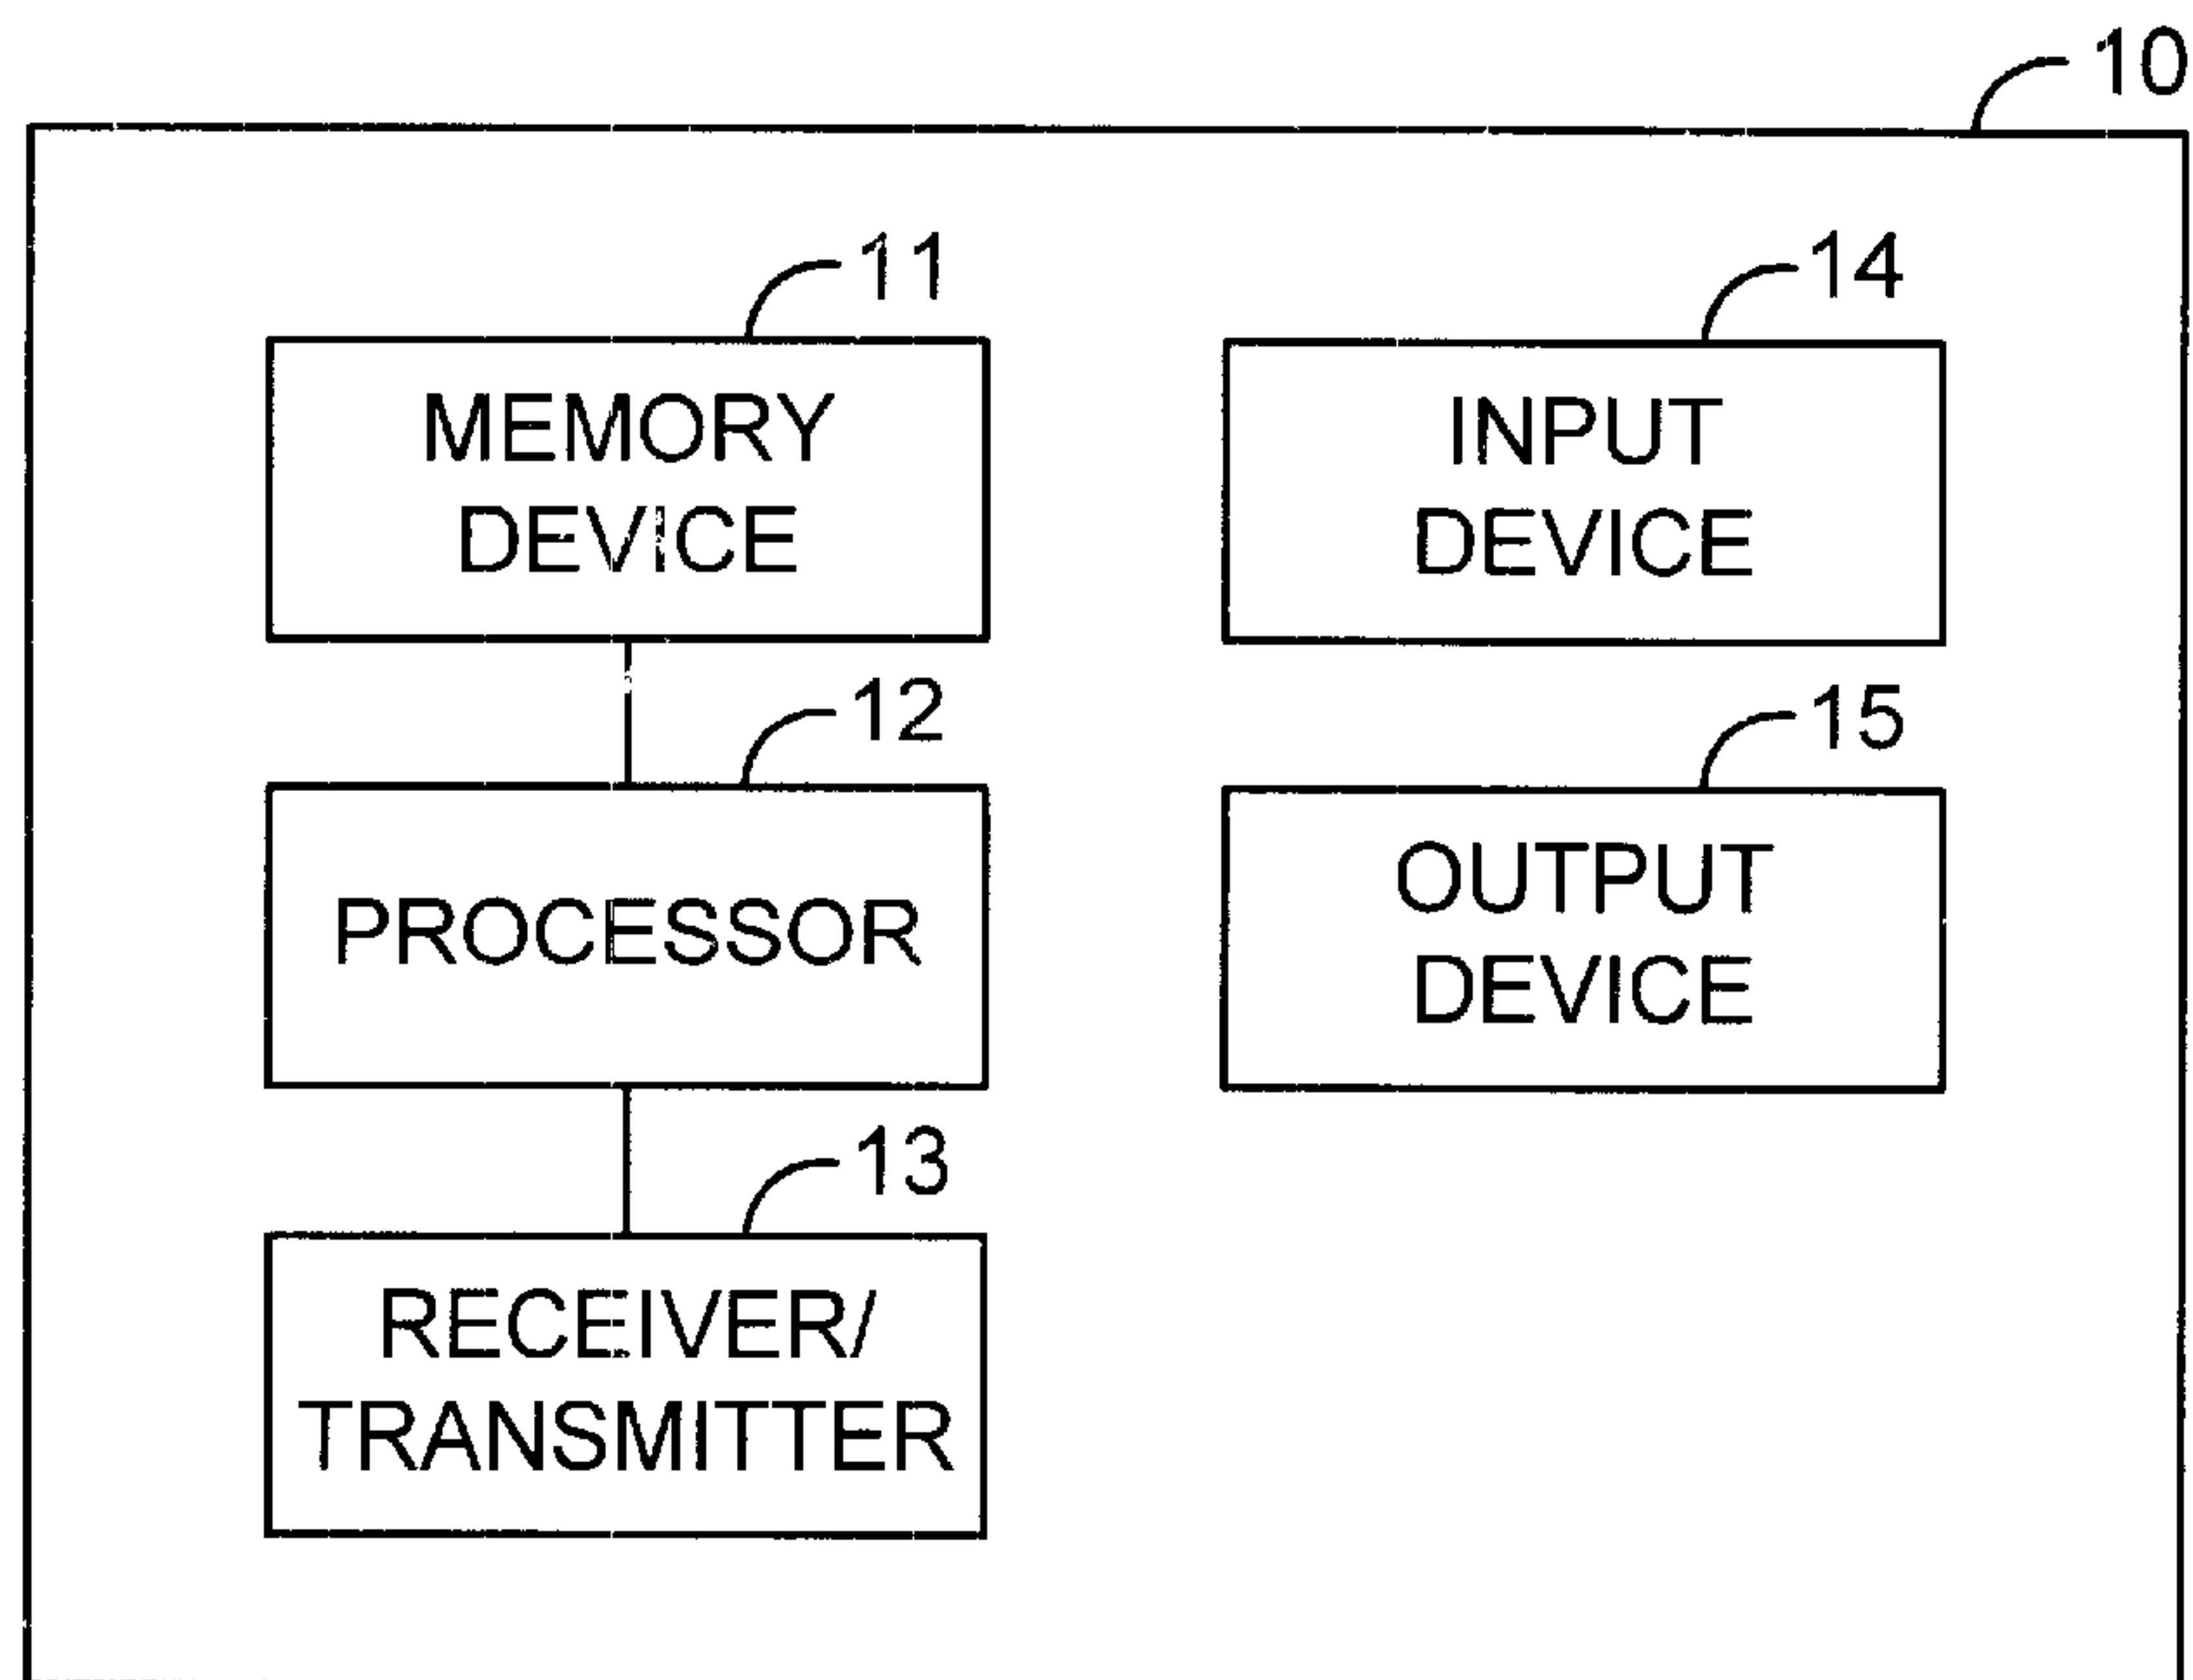 10
11
MEMORY
DEVICE
14
INPUT
DEVICE
12
PROCESSOR
15
OUTPUT
DEVICE
13
RECEIVER/
TRANSMITTER